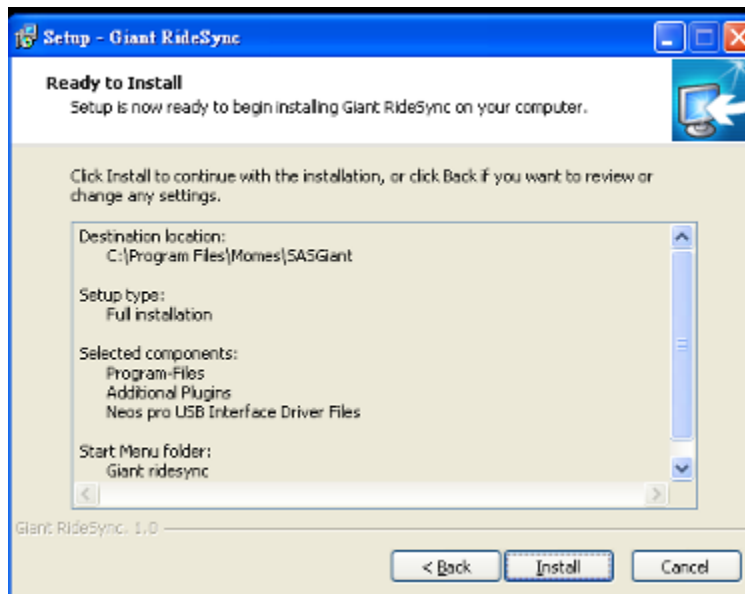 Setup - Giant RideSync
Ready to Install
Setup is now ready to begin installing Giant RideSync on your computer.
Click Install to continue with the installation, or click Back if you want to review or
change any settings.
Destination location:
C:\Program Files\Momes\SASGiant
Setup type:
Full installation
Selected components:
Program-Files
Additional Plugins
Neos pro USB Interface Driver Files
Start Menu folder:
Giant ridesync
Giant RideSync. 1.0
< Back
Install
Cancel